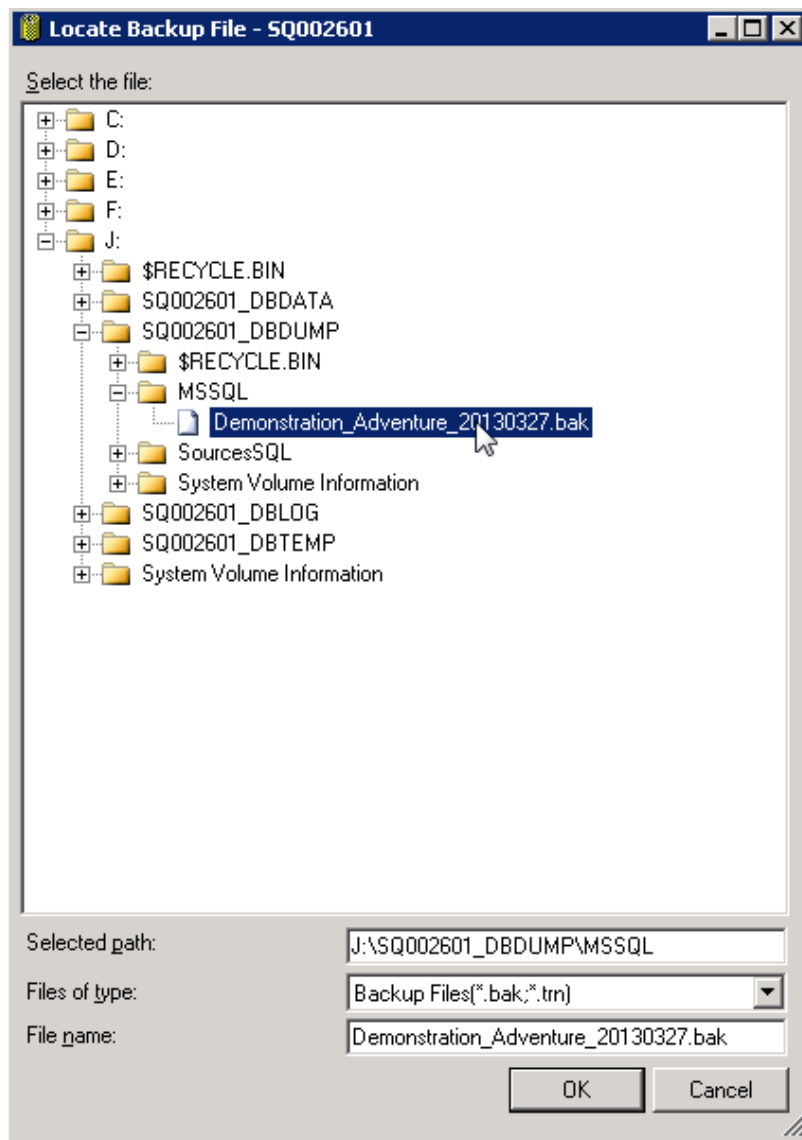 Locate Backup File - SQ002601
Select the file:
C:
D:
E:
F:
J:
$RECYCLE.BIN
SQ002601_DBDATA
SQ002601_DBDUMP
$RECYCLE.BIN
MSSQL
Demonstration_Adventure_20130327.bak
SourcesSQL
System Volume Information
SQ002601_DBLOG
SQ002601_DBTEMP
System Volume Information
Selected path: J:\SQ002601_DBDUMP\MSSQL
Files of type: Backup Files(*.bak;*.trn)
File name: Demonstration_Adventure_20130327.bak
OK Cancel